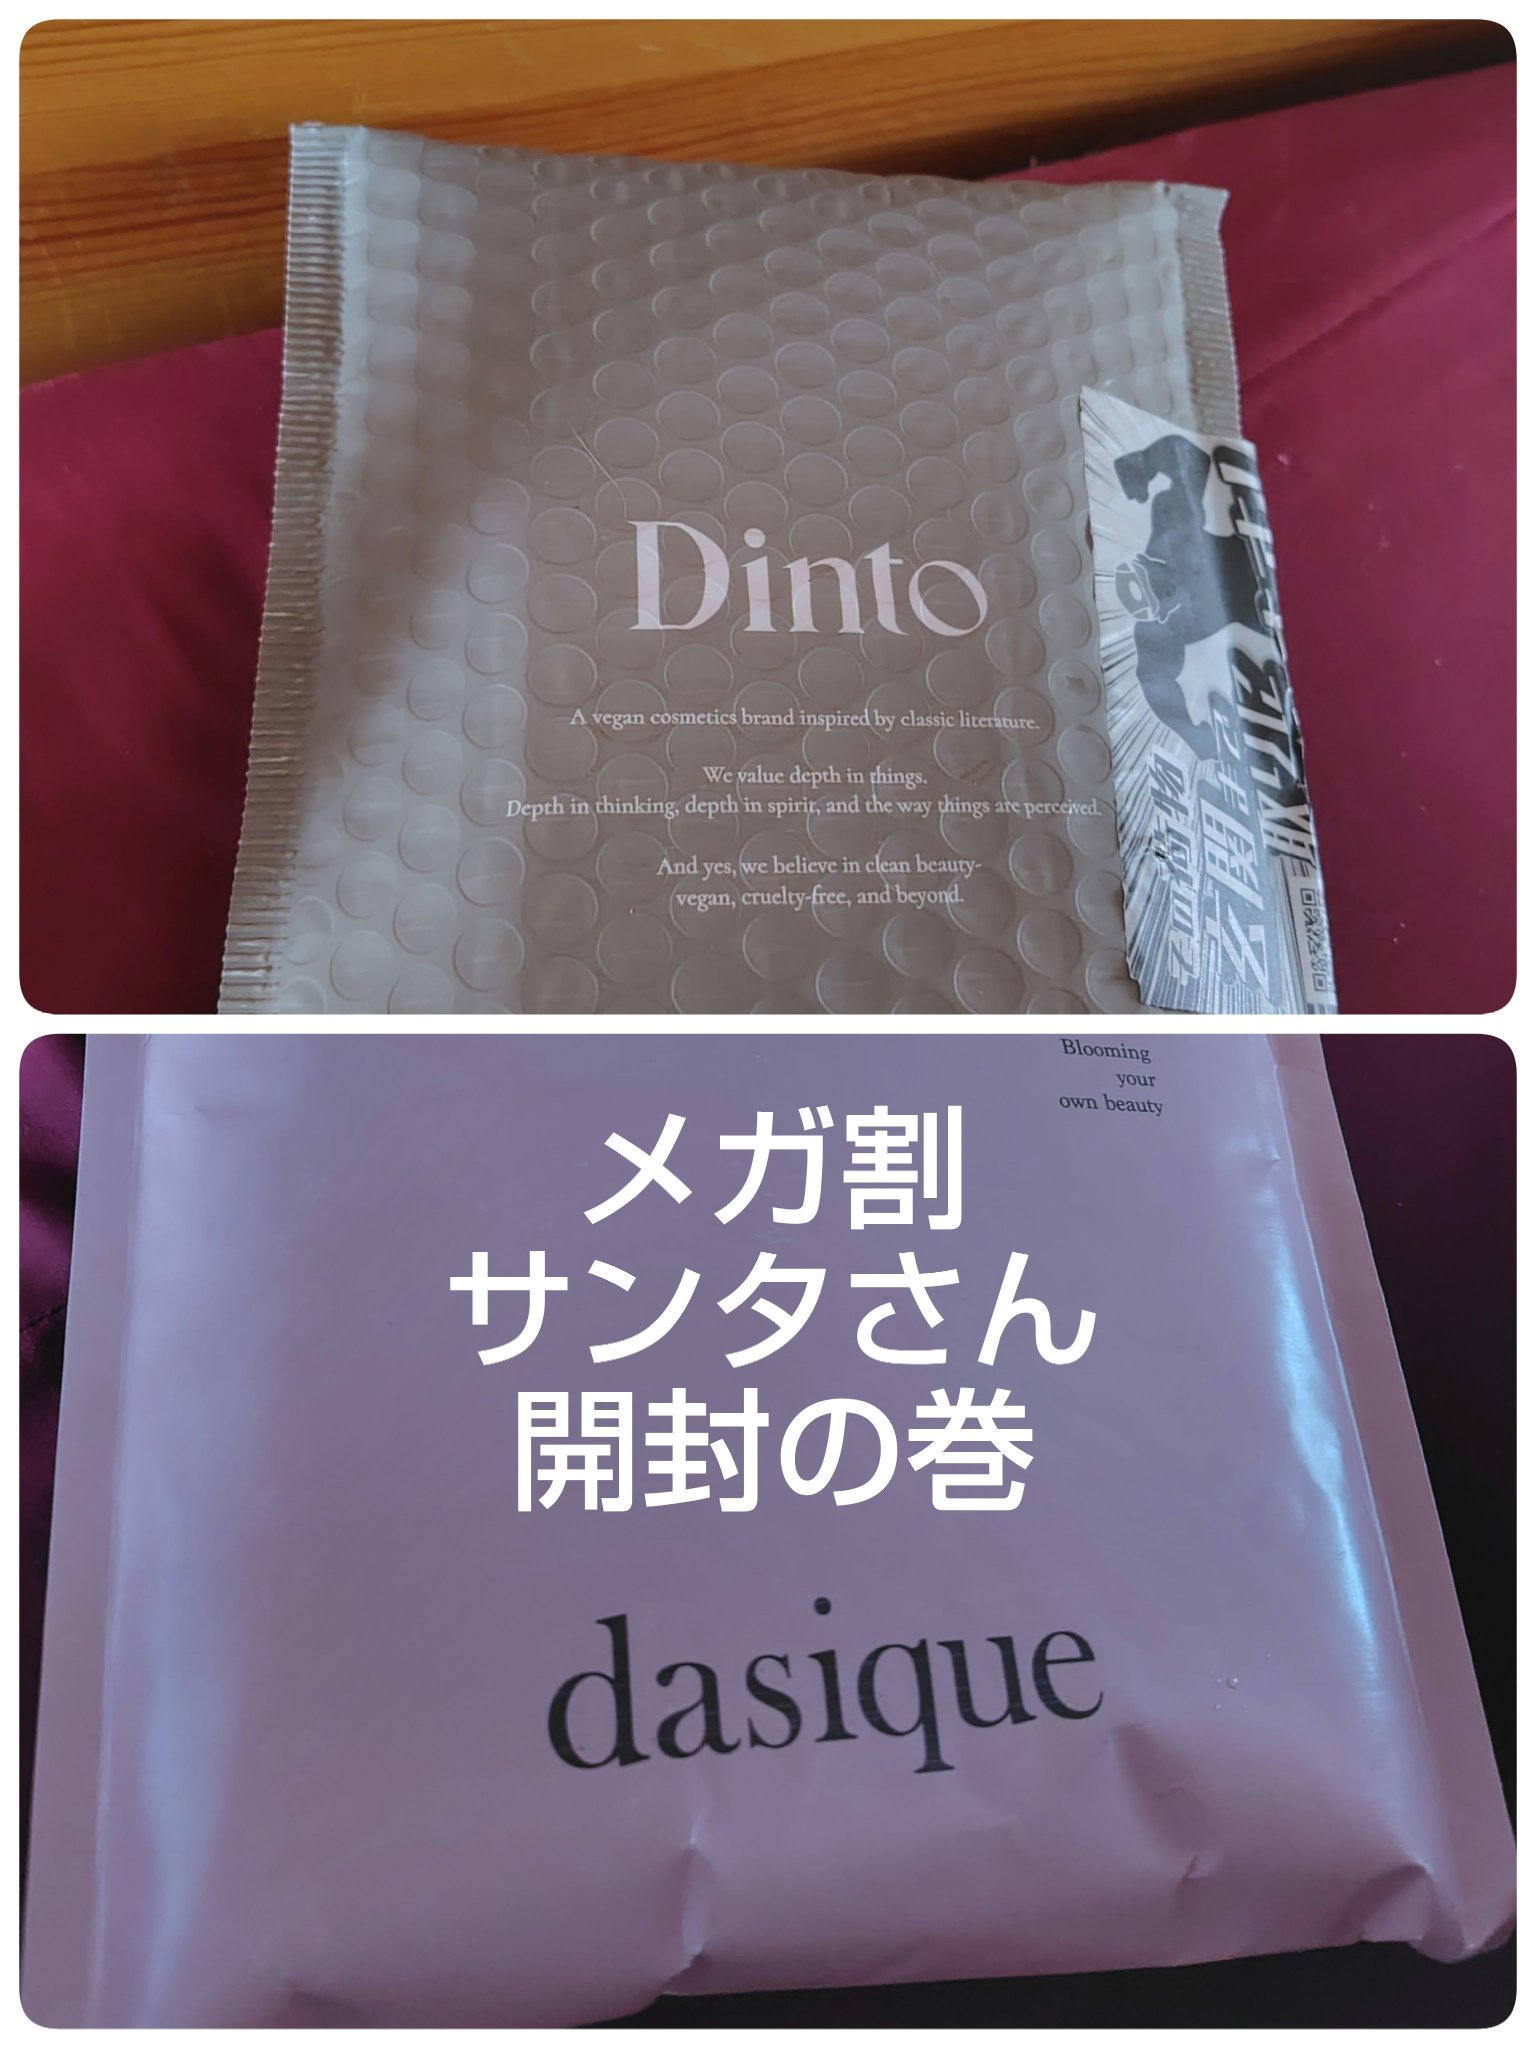 Dinto
A vegan cosmetics brand inspired by classic literature.
We value depth in things.
Depth in thinking, depth in spirit, and the way things are perceived.
And yes, we believe in clean beauty-
vegan, cruelty-free, and beyond.
Blooming
your
own beauty
メガ割
サンタさん
開封の巻
dasique